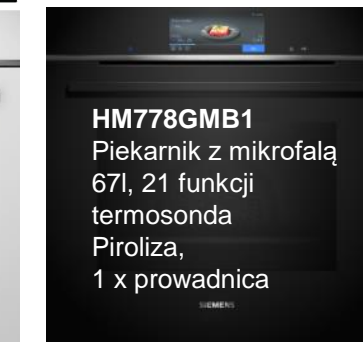 HM778GMB1
Piekarnik z mikrofalą
67l, 21 funkcji
termosonda
Piroliza,
1 x prowadnica
SIEMENS